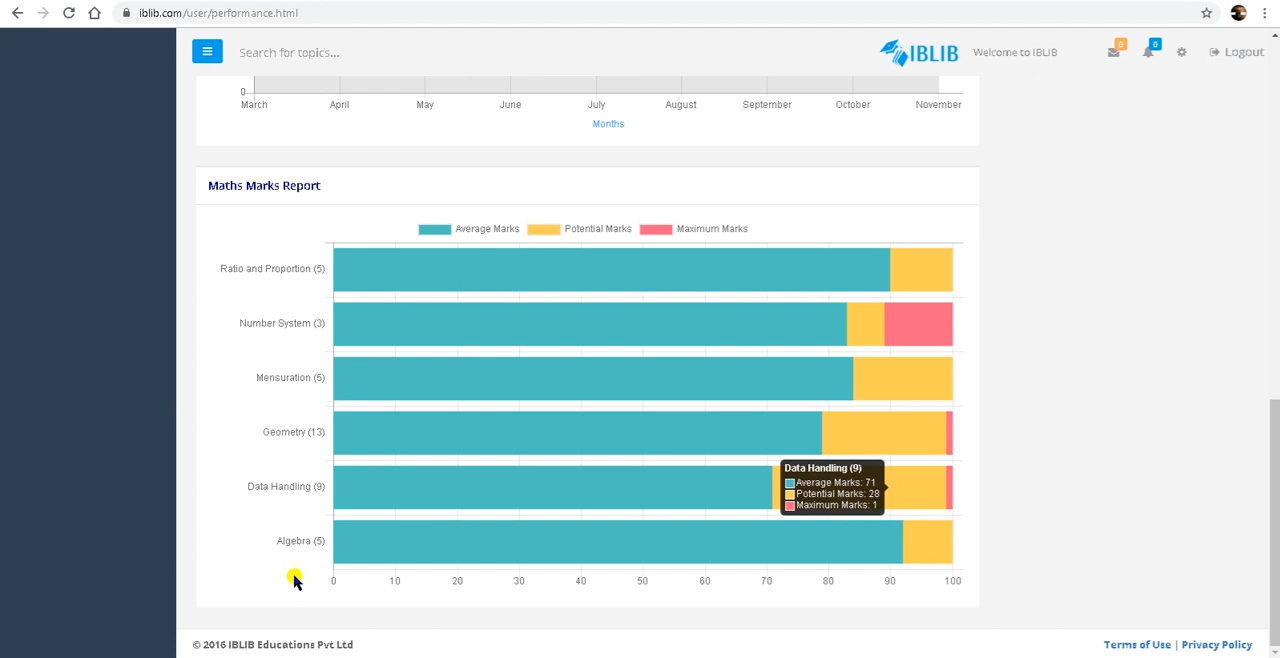 iblib.com/user/performance.html
Search for topics...
IBLIB
Welcome to IBLIB
0
0
Logout
0
March April May June July August September October November
Months
Maths Marks Report
Average Marks Potential Marks Maximum Marks
Ratio and Proportion (5)
Number System (3)
Mensuration (5)
Geometry (13)
Data Handling (9)
Data Handling (9)
Average Marks: 71
Potential Marks: 28
Maximum Marks: 1
Algebra (5)
0 10 20 30 40 50 60 70 80 90 100
© 2016 IBLIB Educations Pvt Ltd
Terms of Use | Privacy Policy